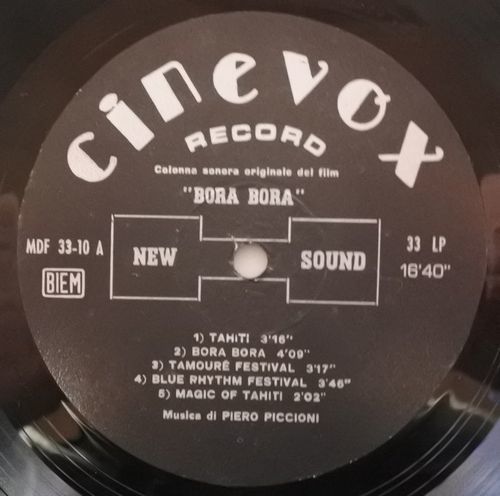 cinevox
RECORD
Colonna sonora originale del film
"BORA BORA"
MDF 33-10 A
BIEM
NEW
SOUND
33 LP
16'40"
1) TAHITI 3'16"
2) BORA BORA 4'09"
3) TAMOURÉ FESTIVAL 3'17"
4) BLUE RHYTHM FESTIVAL 3'46"
5) MAGIC OF TAHITI 2'02"
Musica di PIERO PICCIONI